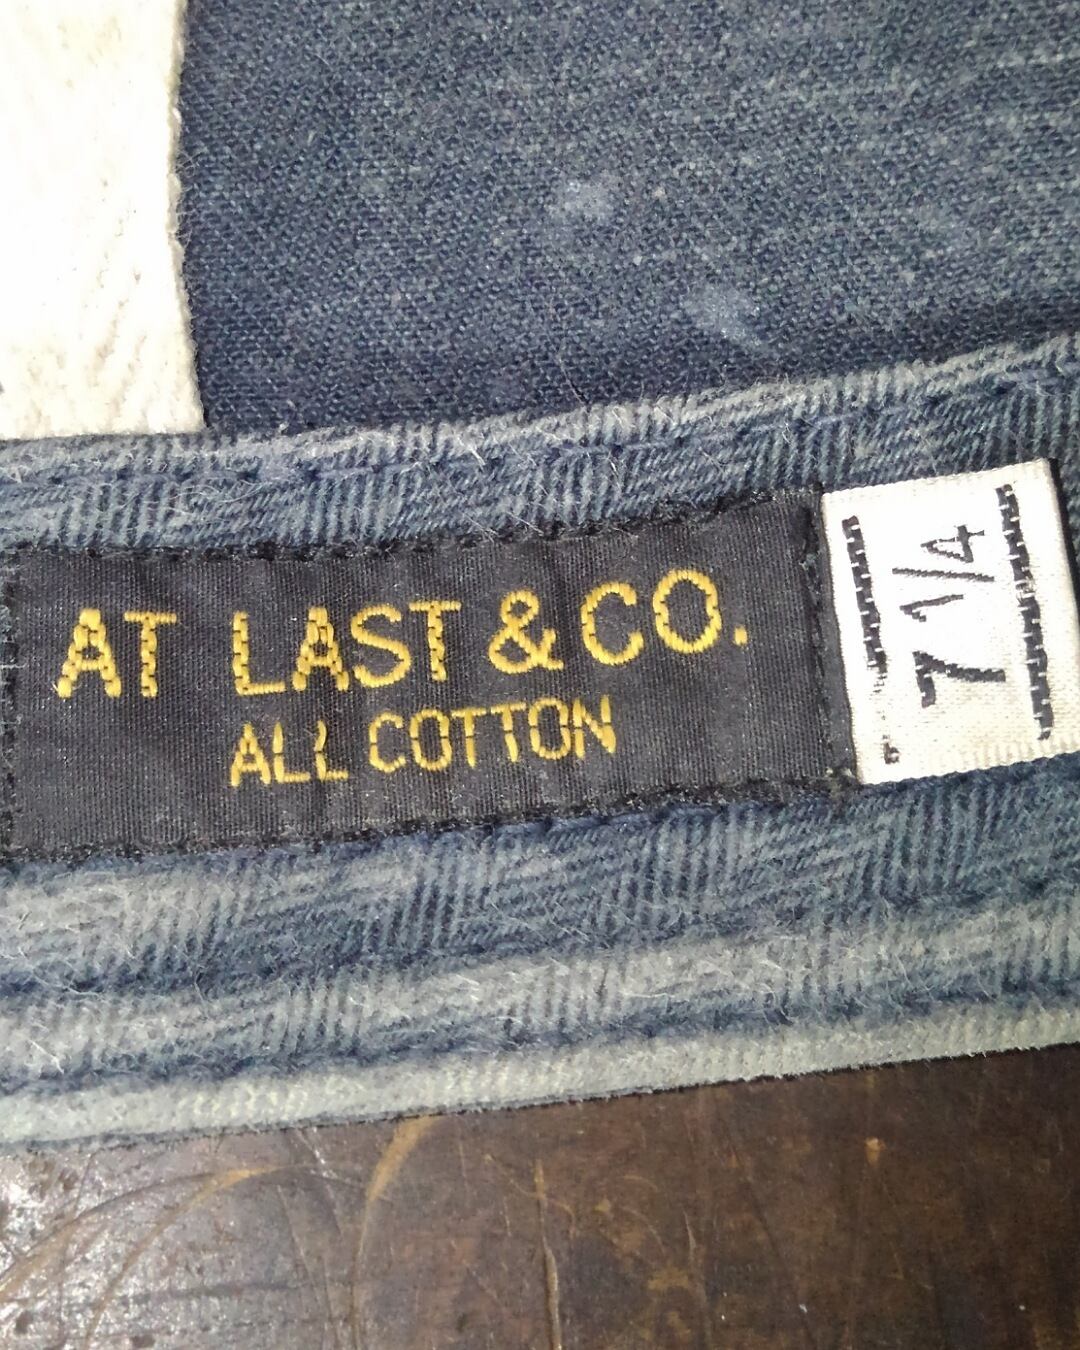 AT LAST & CO.
ALL COTTON
7 1/4